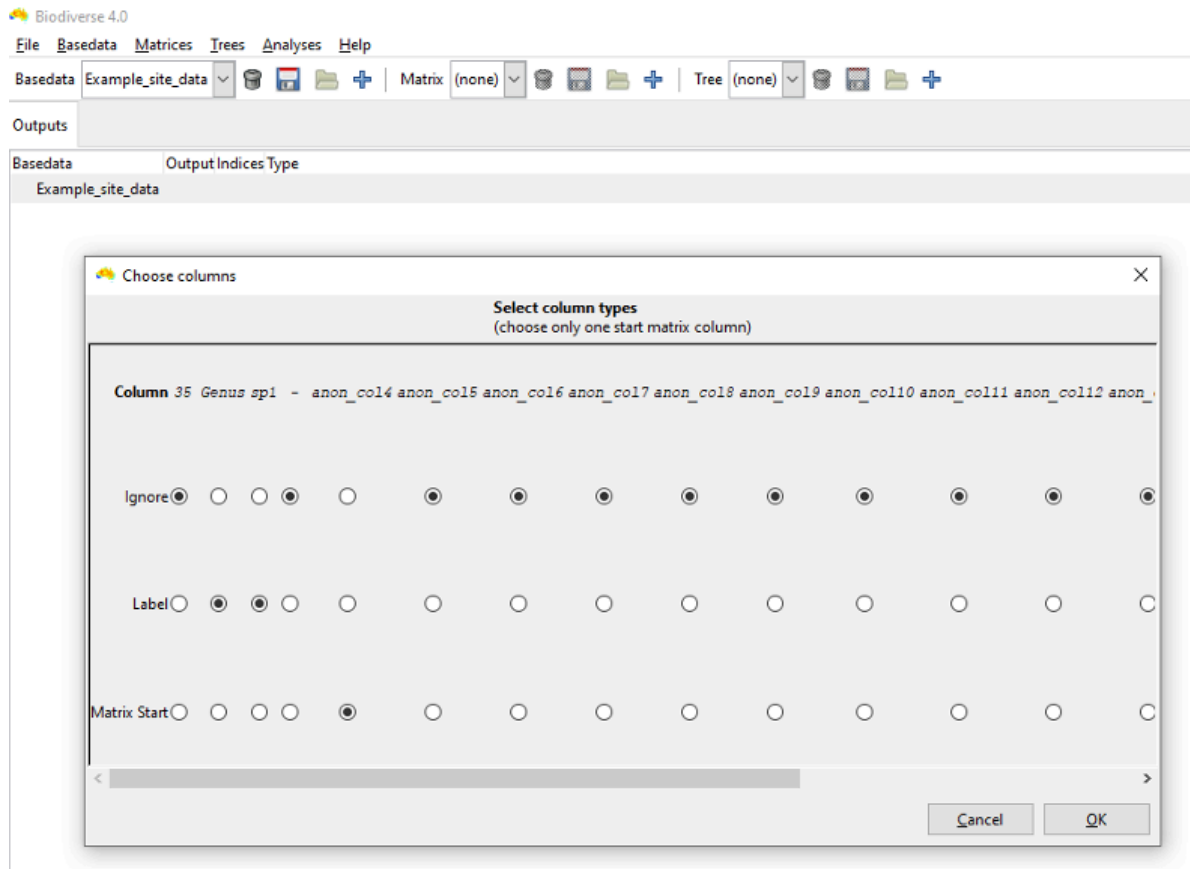 Biodiverse 4.0
File Basedata Matrices Trees Analyses Help
Basedata Example_site_data Matrix (none) Tree (none)
Outputs
Basedata Output Indices Type
Example_site_data
Choose columns
Select column types
(choose only one start matrix column)
Column 35 Genus sp1 - anon_col4 anon_col5 anon_col6 anon_col7 anon_col8 anon_col9 anon_col10 anon_col11 anon_col12 anon_
Ignore
Label
Matrix Start
Cancel OK